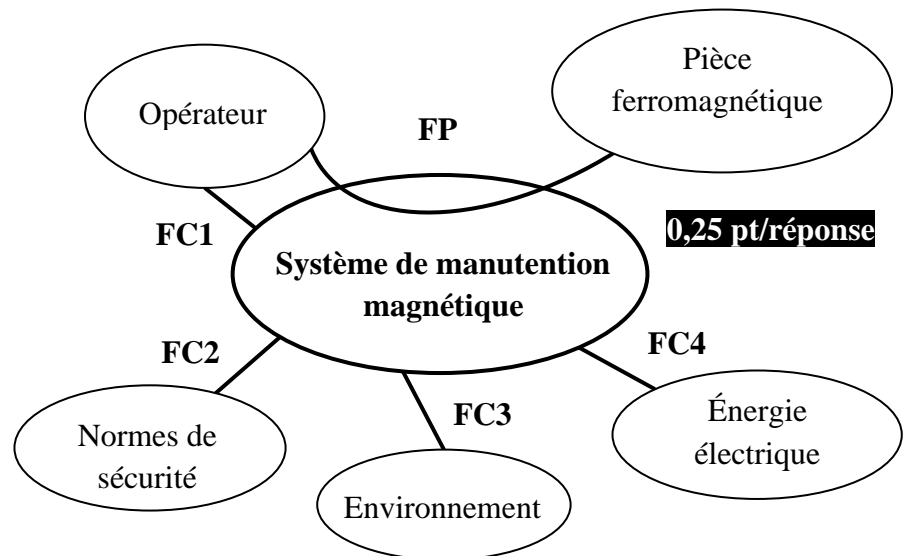 Pièce
ferromagnétique
Opérateur
FP
FC1
0,25 pt/réponse
Système de manutention
magnétique
FC2
FC4
FC3
Normes de
sécurité
Énergie
électrique
Environnement